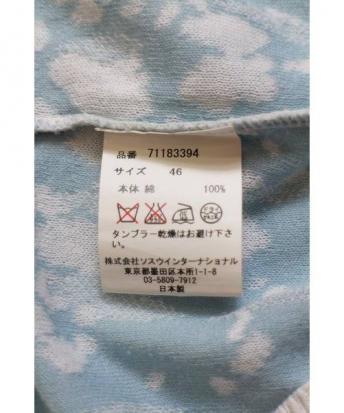 品番 71183394
サイズ 46
本体 綿 100%
タンブラー乾燥はお避け下さ
い。
株式会社ソスウインターナショナル
東京都墨田区本所1-1-8
03-5809-7912
日本製